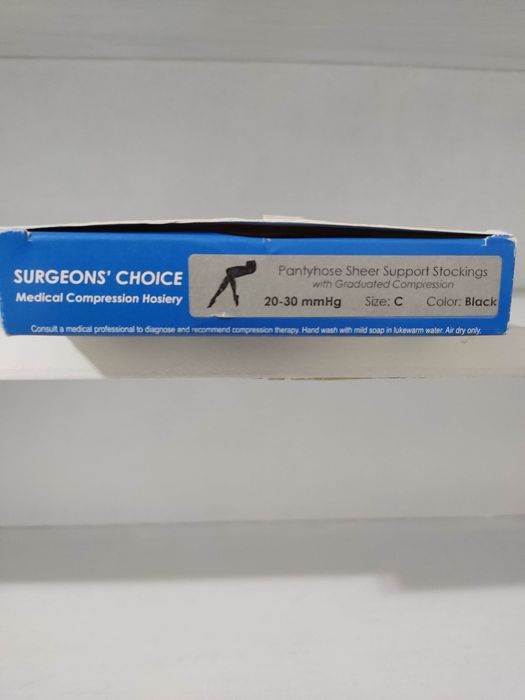 SURGEONS' CHOICE
Medical Compression Hosiery
Pantyhose Sheer Support Stockings
with Graduated Compression
20-30 mmHg Size: C Color: Black
Consult a medical professional to diagnose and recommend compression therapy. Hand wash with mild soap in lukewarm water. Air dry only.